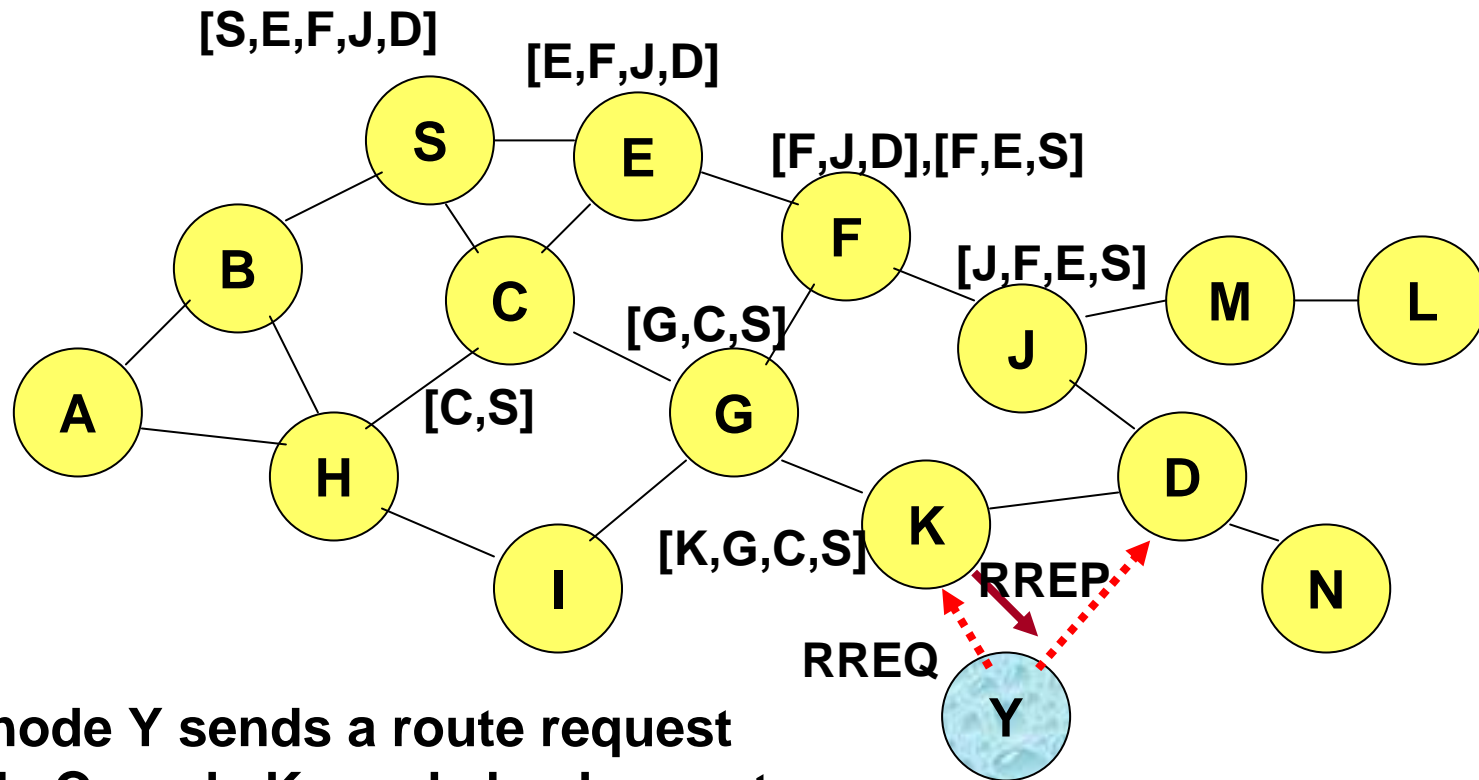 [S,E,F,J,D]
[E,F,J,D]
S
E
[F,J,D],[F,E,S]
F
B
[J,F,E,S]
C
M
L
[G,C,S]
J
A
[C,S]
G
H
D
K
[K,G,C,S]
I
RREP
N
RREQ
Y
node Y sends a route request